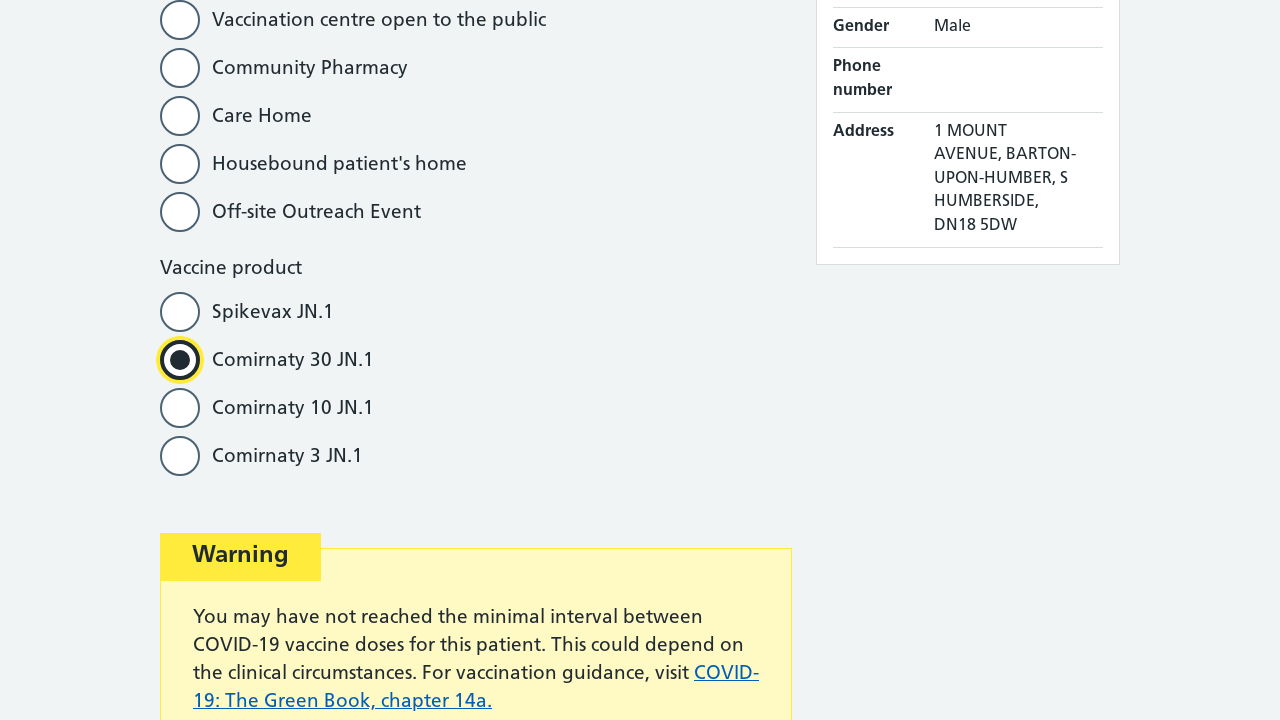 Vaccination centre open to the public
Community Pharmacy
Care Home
Housebound patient's home
Off-site Outreach Event
Vaccine product
Spikevax JN.1
Comirnaty 30 JN.1
Comirnaty 10 JN.1
Comirnaty 3 JN.1
Warning
You may have not reached the minimal interval between
COVID-19 vaccine doses for this patient. This could depend on
the clinical circumstances. For vaccination guidance, visit COVID-
19: The Green Book, chapter 14a.
Gender Male
Phone
number
Address 1 MOUNT
AVENUE, BARTON-
UPON-HUMBER, S
HUMBERSIDE,
DN18 5DW